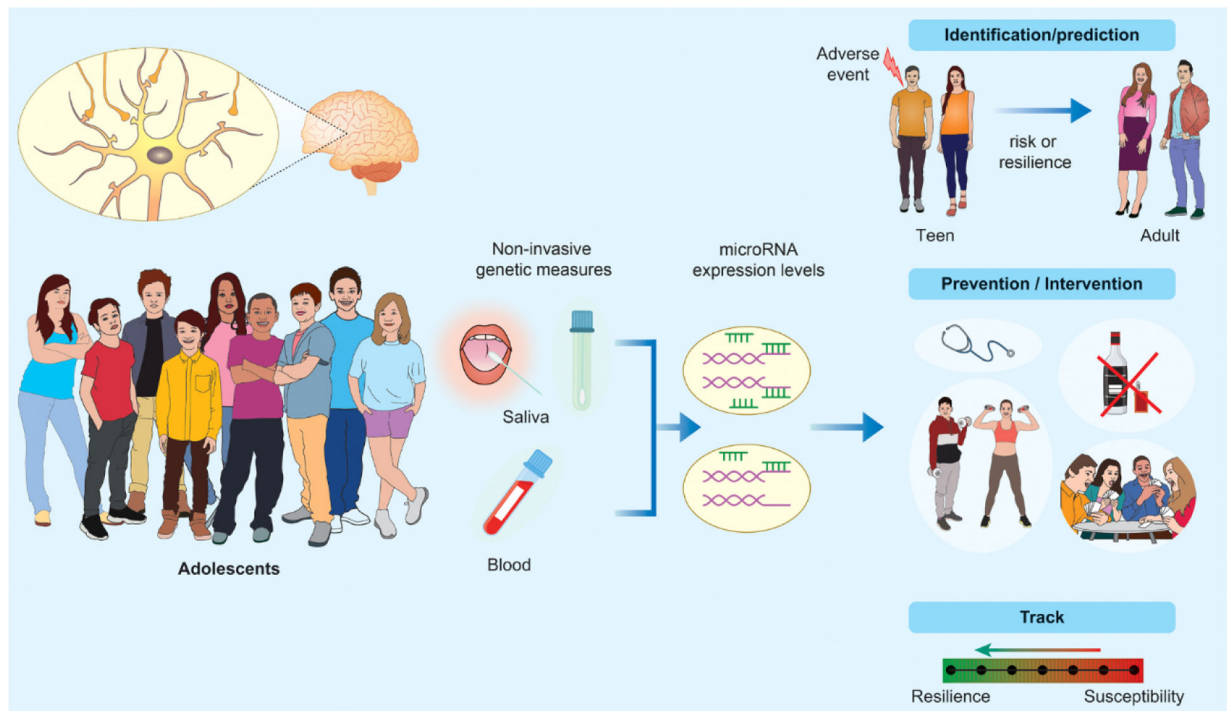 Identification/prediction
Adverse
event
risk or
resilience
Teen
Adult
Non-invasive
genetic measures
microRNA
expression levels
Saliva
Blood
Adolescents
Prevention / Intervention
Track
Resilience
Susceptibility